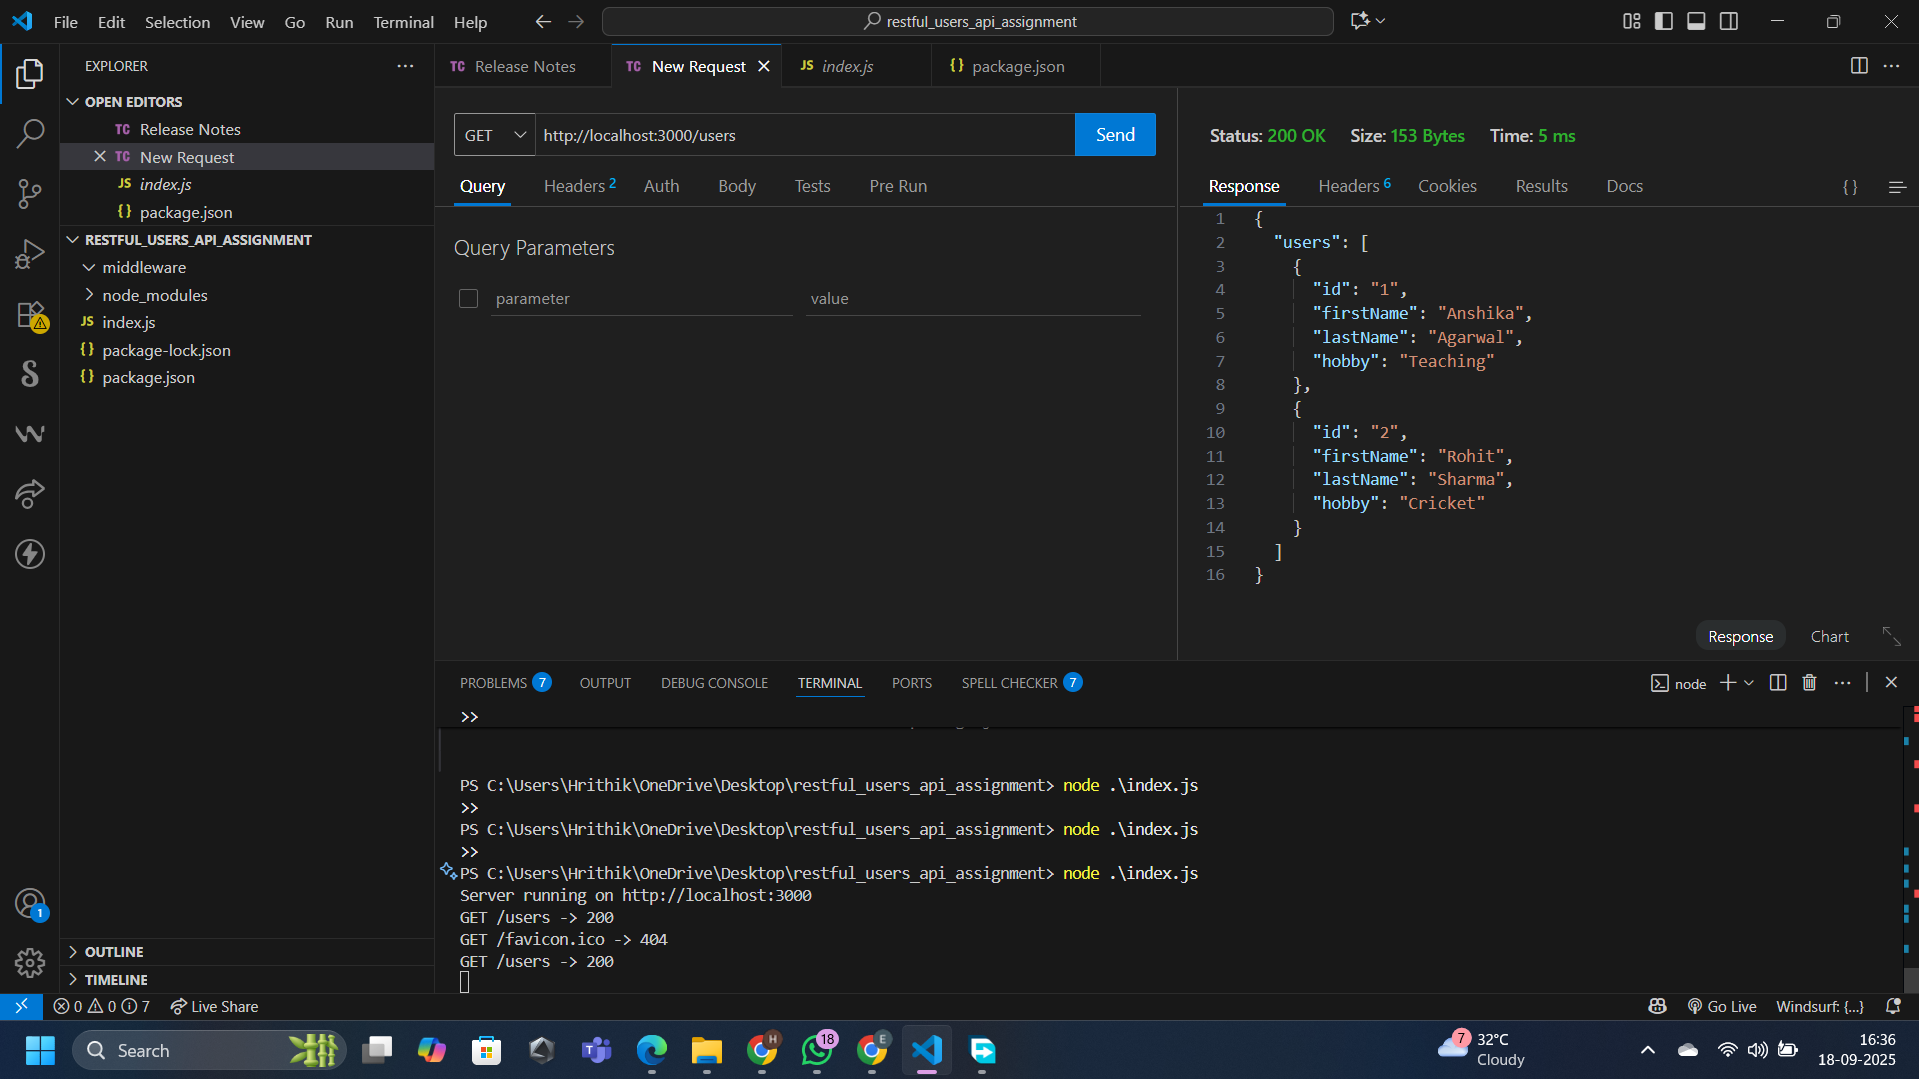 File Edit Selection View Go Run Terminal Help
restful_users_api_assignment
EXPLORER
OPEN EDITORS
TC Release Notes
TC New Request
JS index.js
{} package.json
RESTFUL_USERS_API_ASSIGNMENT
middleware
node_modules
JS index.js
{} package-lock.json
{} package.json
OUTLINE
TIMELINE
TC Release Notes
TC New Request
JS index.js
{} package.json
GET http://localhost:3000/users Send
Query Headers 2 Auth Body Tests Pre Run
Query Parameters
parameter value
Status: 200 OK Size: 153 Bytes Time: 5 ms
Response Headers 6 Cookies Results Docs {}
1 {
2 "users": [
3 {
4 "id": "1",
5 "firstName": "Anshika",
6 "lastName": "Agarwal",
7 "hobby": "Teaching"
8 },
9 {
10 "id": "2",
11 "firstName": "Rohit",
12 "lastName": "Sharma",
13 "hobby": "Cricket"
14 }
15 ]
16 }
Response Chart
PROBLEMS 7 OUTPUT DEBUG CONSOLE TERMINAL PORTS SPELL CHECKER 7
node
>>
PS C:\Users\Hrithik\OneDrive\Desktop\restful_users_api_assignment> node .\index.js
>>
PS C:\Users\Hrithik\OneDrive\Desktop\restful_users_api_assignment> node .\index.js
>>
PS C:\Users\Hrithik\OneDrive\Desktop\restful_users_api_assignment> node .\index.js
Server running on http://localhost:3000
GET /users -> 200
GET /favicon.ico -> 404
GET /users -> 200
1
0 0 7 Live Share
Go Live Windsurf: {...}
Search
H
18
E
7
32°C
Cloudy
16:36
18-09-2025